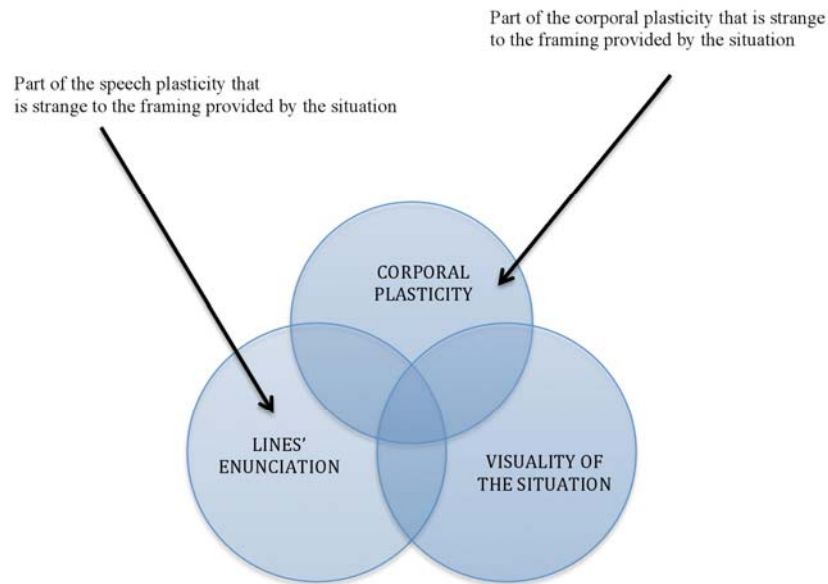 Part of the corporal plasticity that is strange
to the framing provided by the situation
Part of the speech plasticity that
is strange to the framing provided by the situation
CORPORAL
PLASTICITY
LINES’
ENUNCIATION
VISUALITY OF
THE SITUATION